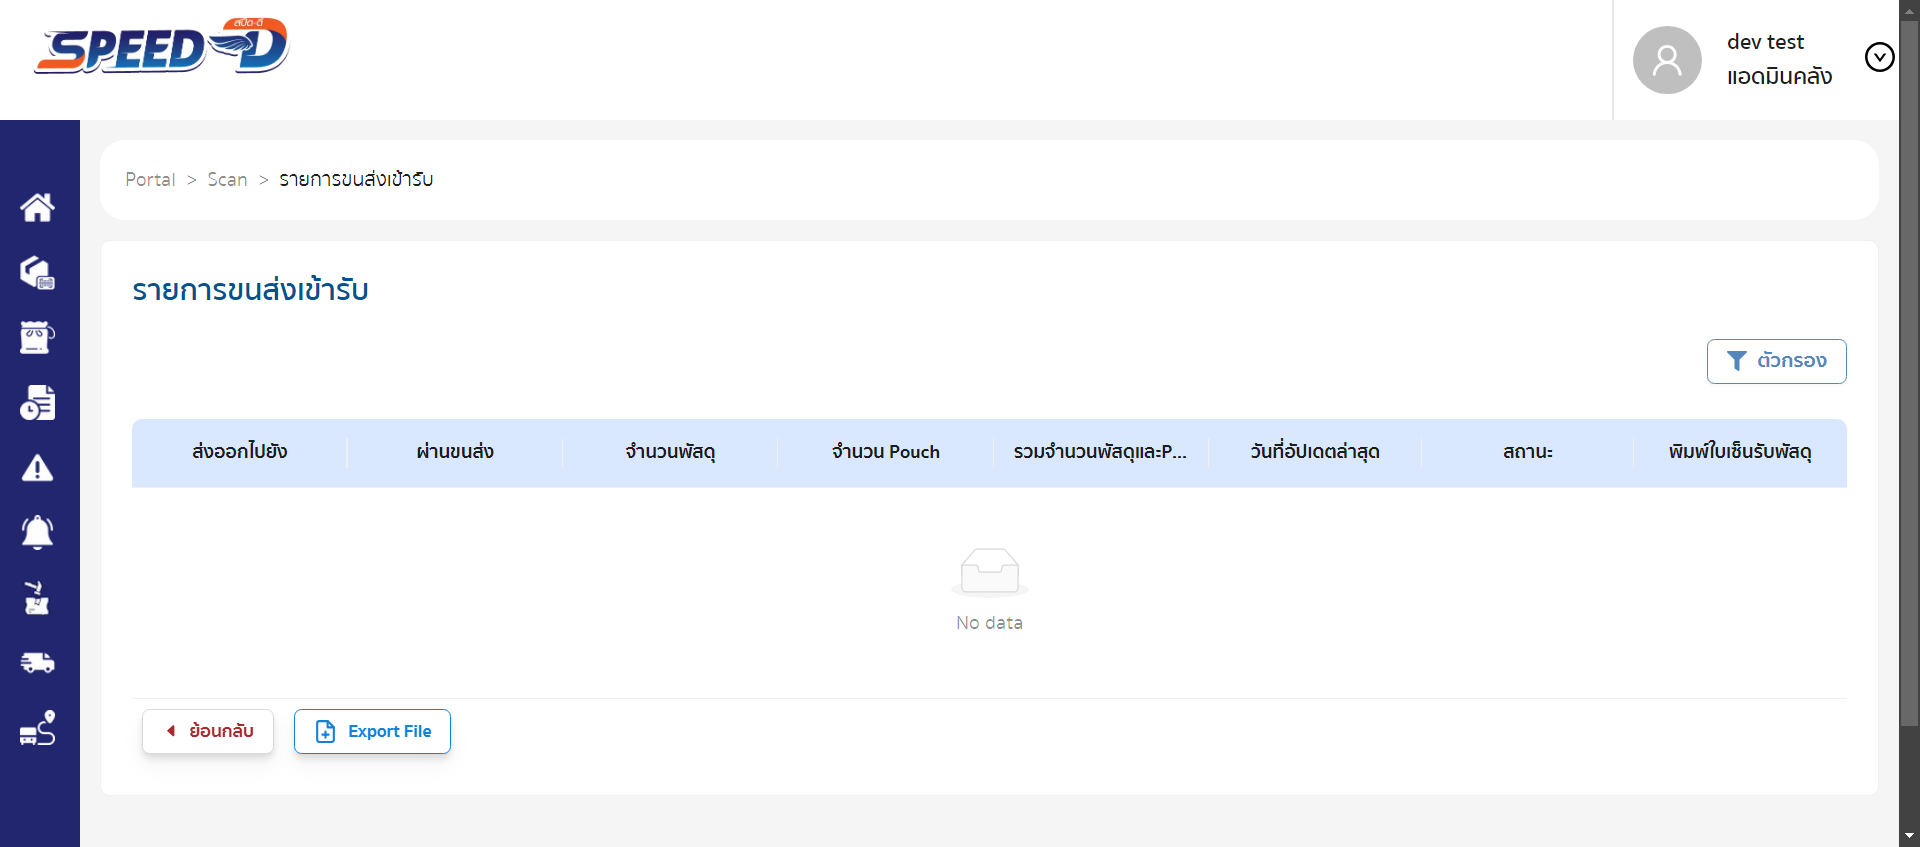 สปีด-ดี
SPEED-D
dev test
แอดมินคลัง
Portal > Scan > รายการขนส่งเข้ารับ
รายการขนส่งเข้ารับ
ตัวกรอง
ส่งออกไปยัง ผ่านขนส่ง จำนวนพัสดุ จำนวน Pouch รวมจำนวนพัสดุและP... วันที่อัปเดตล่าสุด สถานะ พิมพ์ใบเซ็นรับพัสดุ
No data
ย้อนกลับ Export File